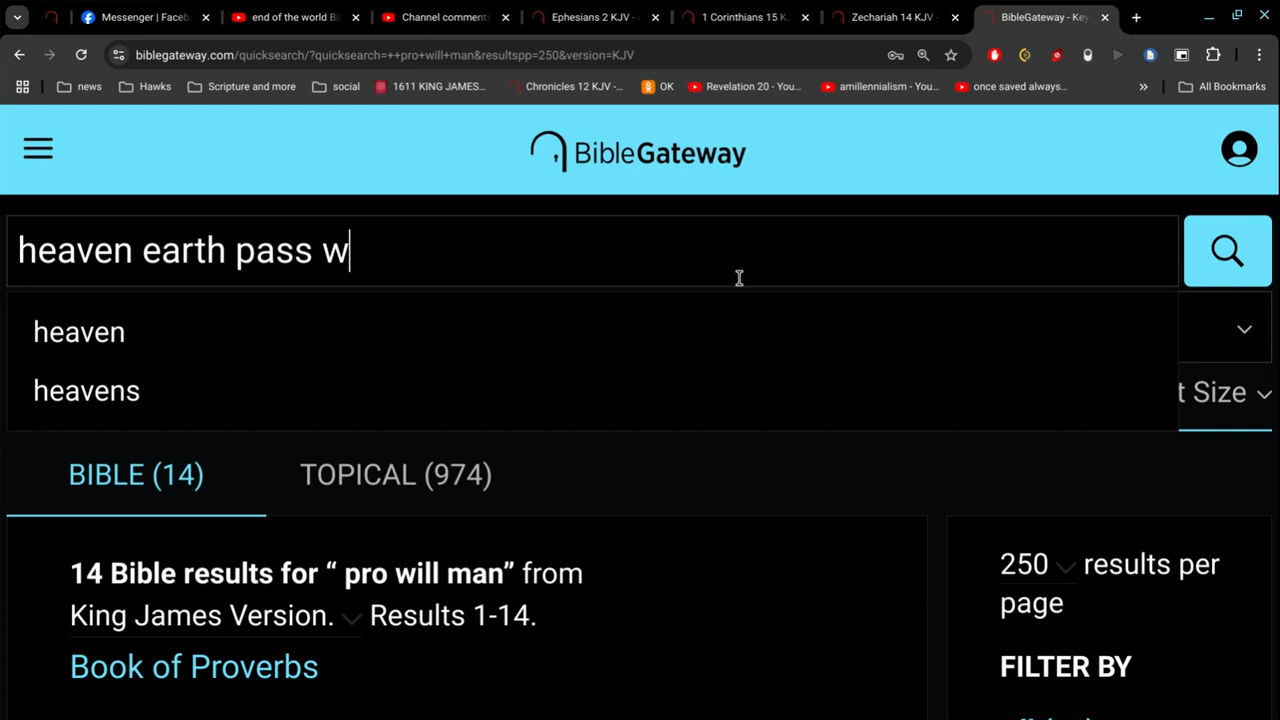 Messenger | Faceb
end of the world Bi
Channel comments
Ephesians 2 KJV -
1 Corinthians 15 K
Zechariah 14 KJV -
BibleGateway - Key
biblegateway.com/quicksearch/?quicksearch=++pro+will+man&resultspp=250&version=KJV
news
Hawks
Scripture and more
social
1611 KING JAMES...
Chronicles 12 KJV -...
OK
Revelation 20 - You...
amillennialism - You...
once saved always...
All Bookmarks
BibleGateway
heaven earth pass w
heaven
heavens
t Size
BIBLE (14)
TOPICAL (974)
14 Bible results for “ pro will man” from
King James Version. Results 1-14.
Book of Proverbs
250 results per
page
FILTER BY